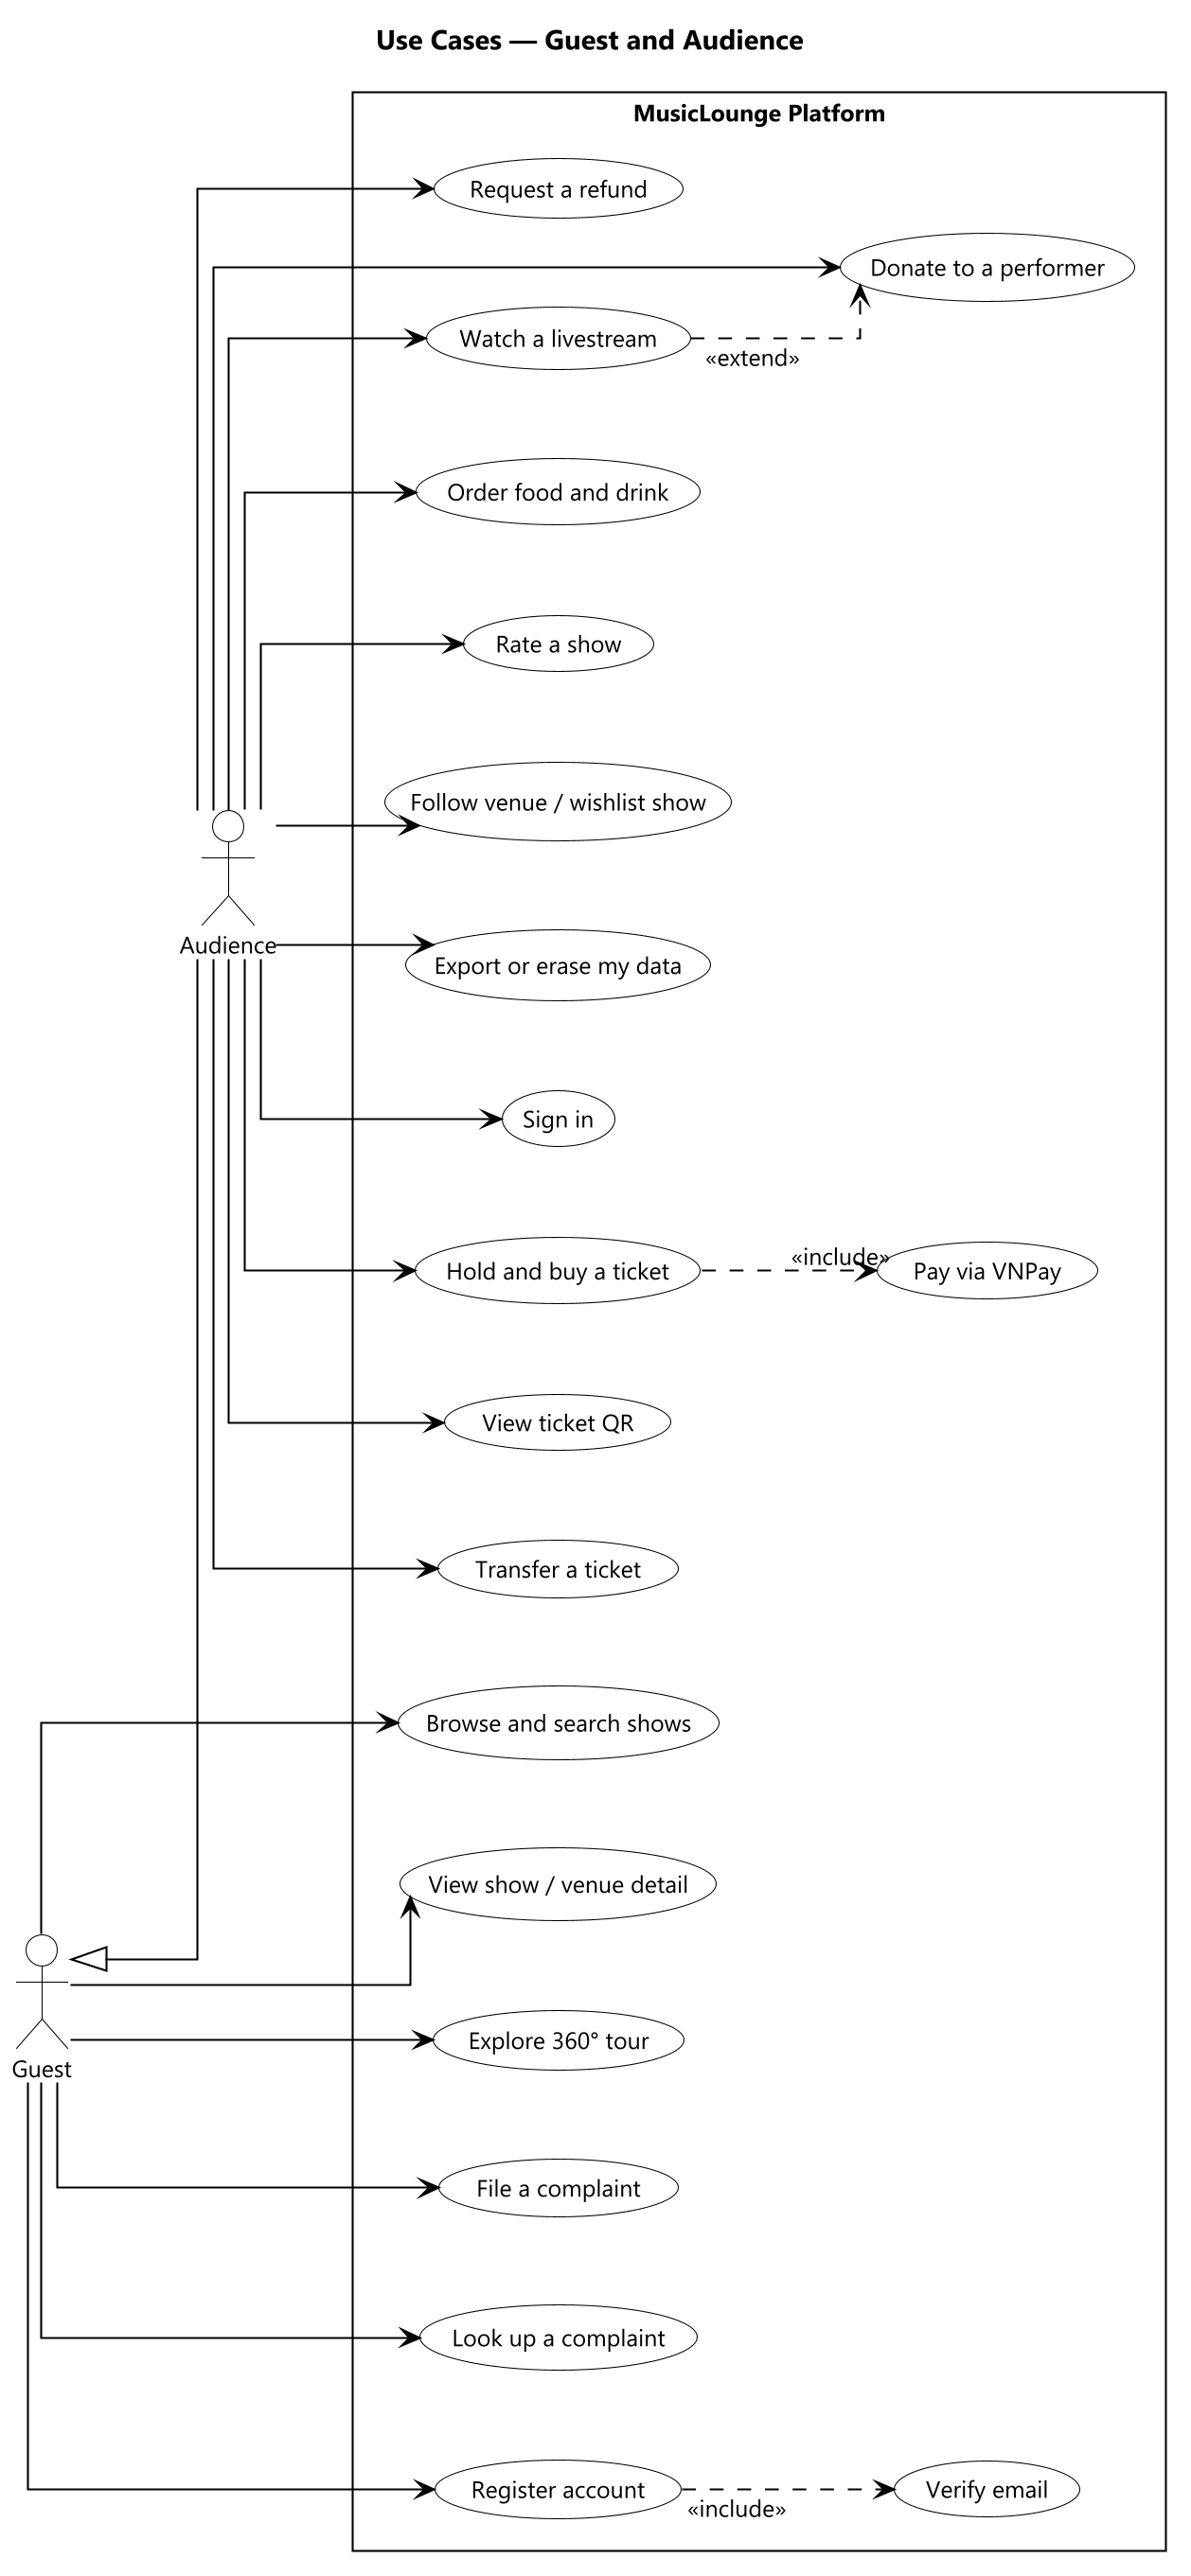 Use Cases — Guest and Audience
MusicLounge Platform
Request a refund
Donate to a performer
Watch a livestream
«extend»
Order food and drink
Rate a show
Follow venue / wishlist show
Audience
Export or erase my data
Sign in
Hold and buy a ticket
«include»
Pay via VNPay
View ticket QR
Transfer a ticket
Browse and search shows
View show / venue detail
Explore 360° tour
Guest
File a complaint
Look up a complaint
Register account
«include»
Verify email